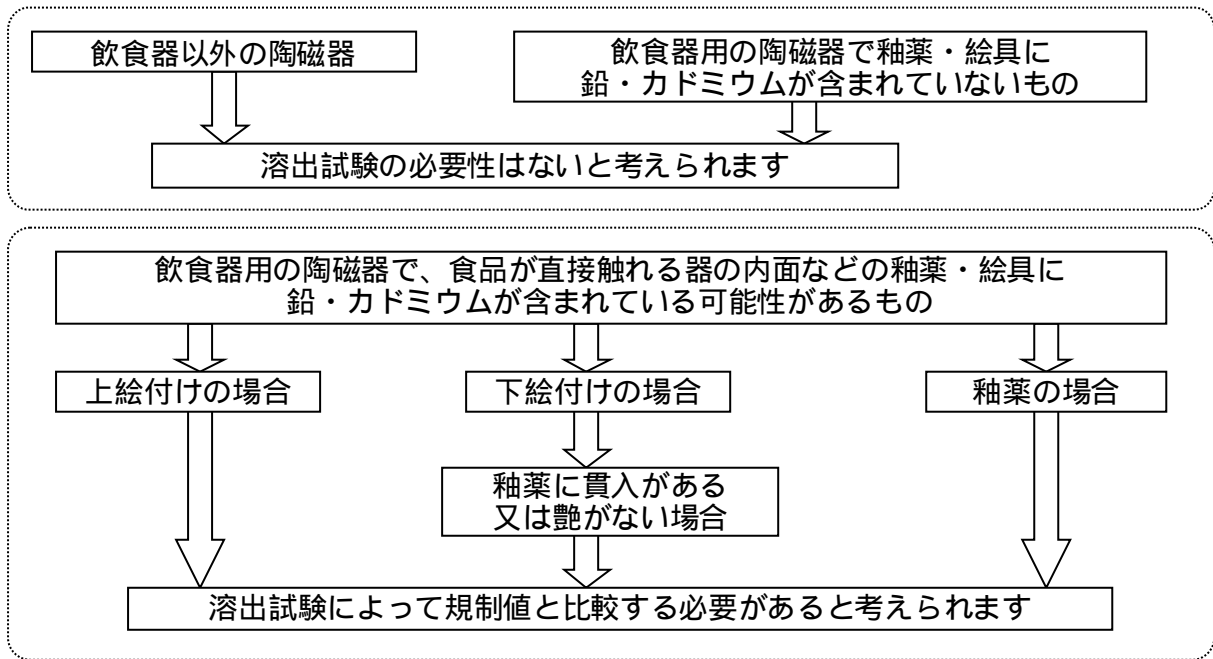 飲食器以外の陶磁器
飲食器用の陶磁器で釉薬・絵具に
鉛・カドミウムが含まれていないもの
溶出試験の必要性はないと考えられます
飲食器用の陶磁器で、食品が直接触れる器の内面などの釉薬・絵具に
鉛・カドミウムが含まれている可能性があるもの
上絵付けの場合
下絵付けの場合
釉薬の場合
釉薬に貫入がある
又は艶がない場合
溶出試験によって規制値と比較する必要があると考えられます